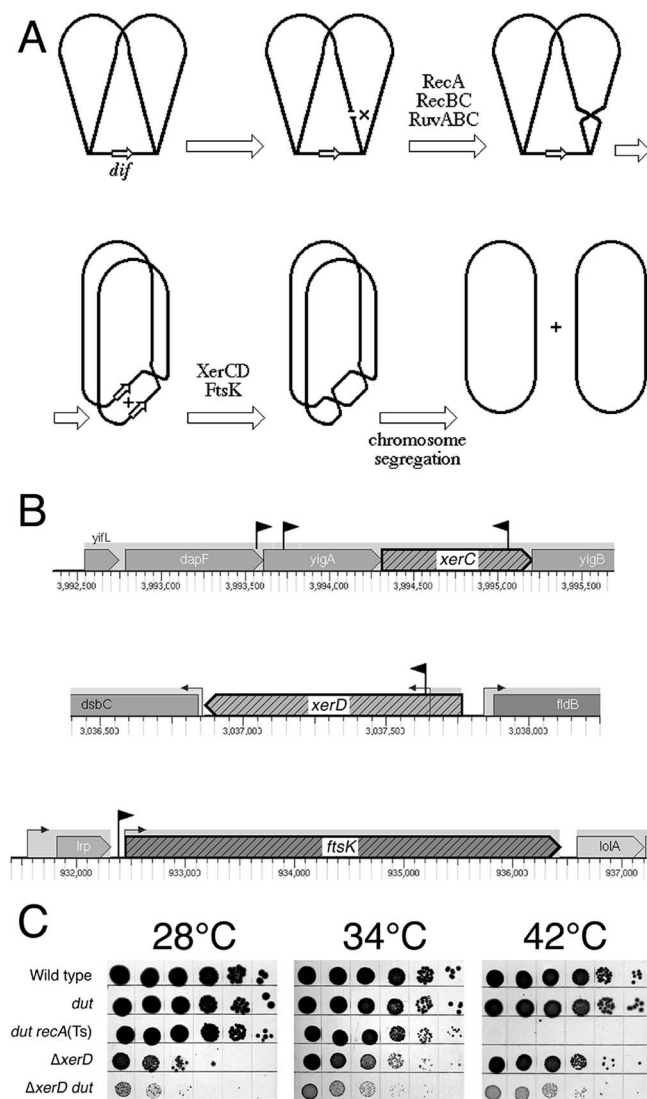 A
dif
RecA
RecBC
RuvABC
XerCD
FtsK
+
+
chromosome
segregation
B
yifL
dapF
yigA
xerC
yigB
3,992,500
3,993,000
3,993,500
3,994,000
3,994,500
3,995,000
3,995,500
dsbC
xerD
fldB
3,036,500
3,037,000
3,037,500
3,038,000
lrp
ftsK
lolA
932,000
933,000
934,000
935,000
936,000
937,000
C
28°C
34°C
42°C
Wild type
dut
dut recA(Ts)
ΔxerD
ΔxerD dut